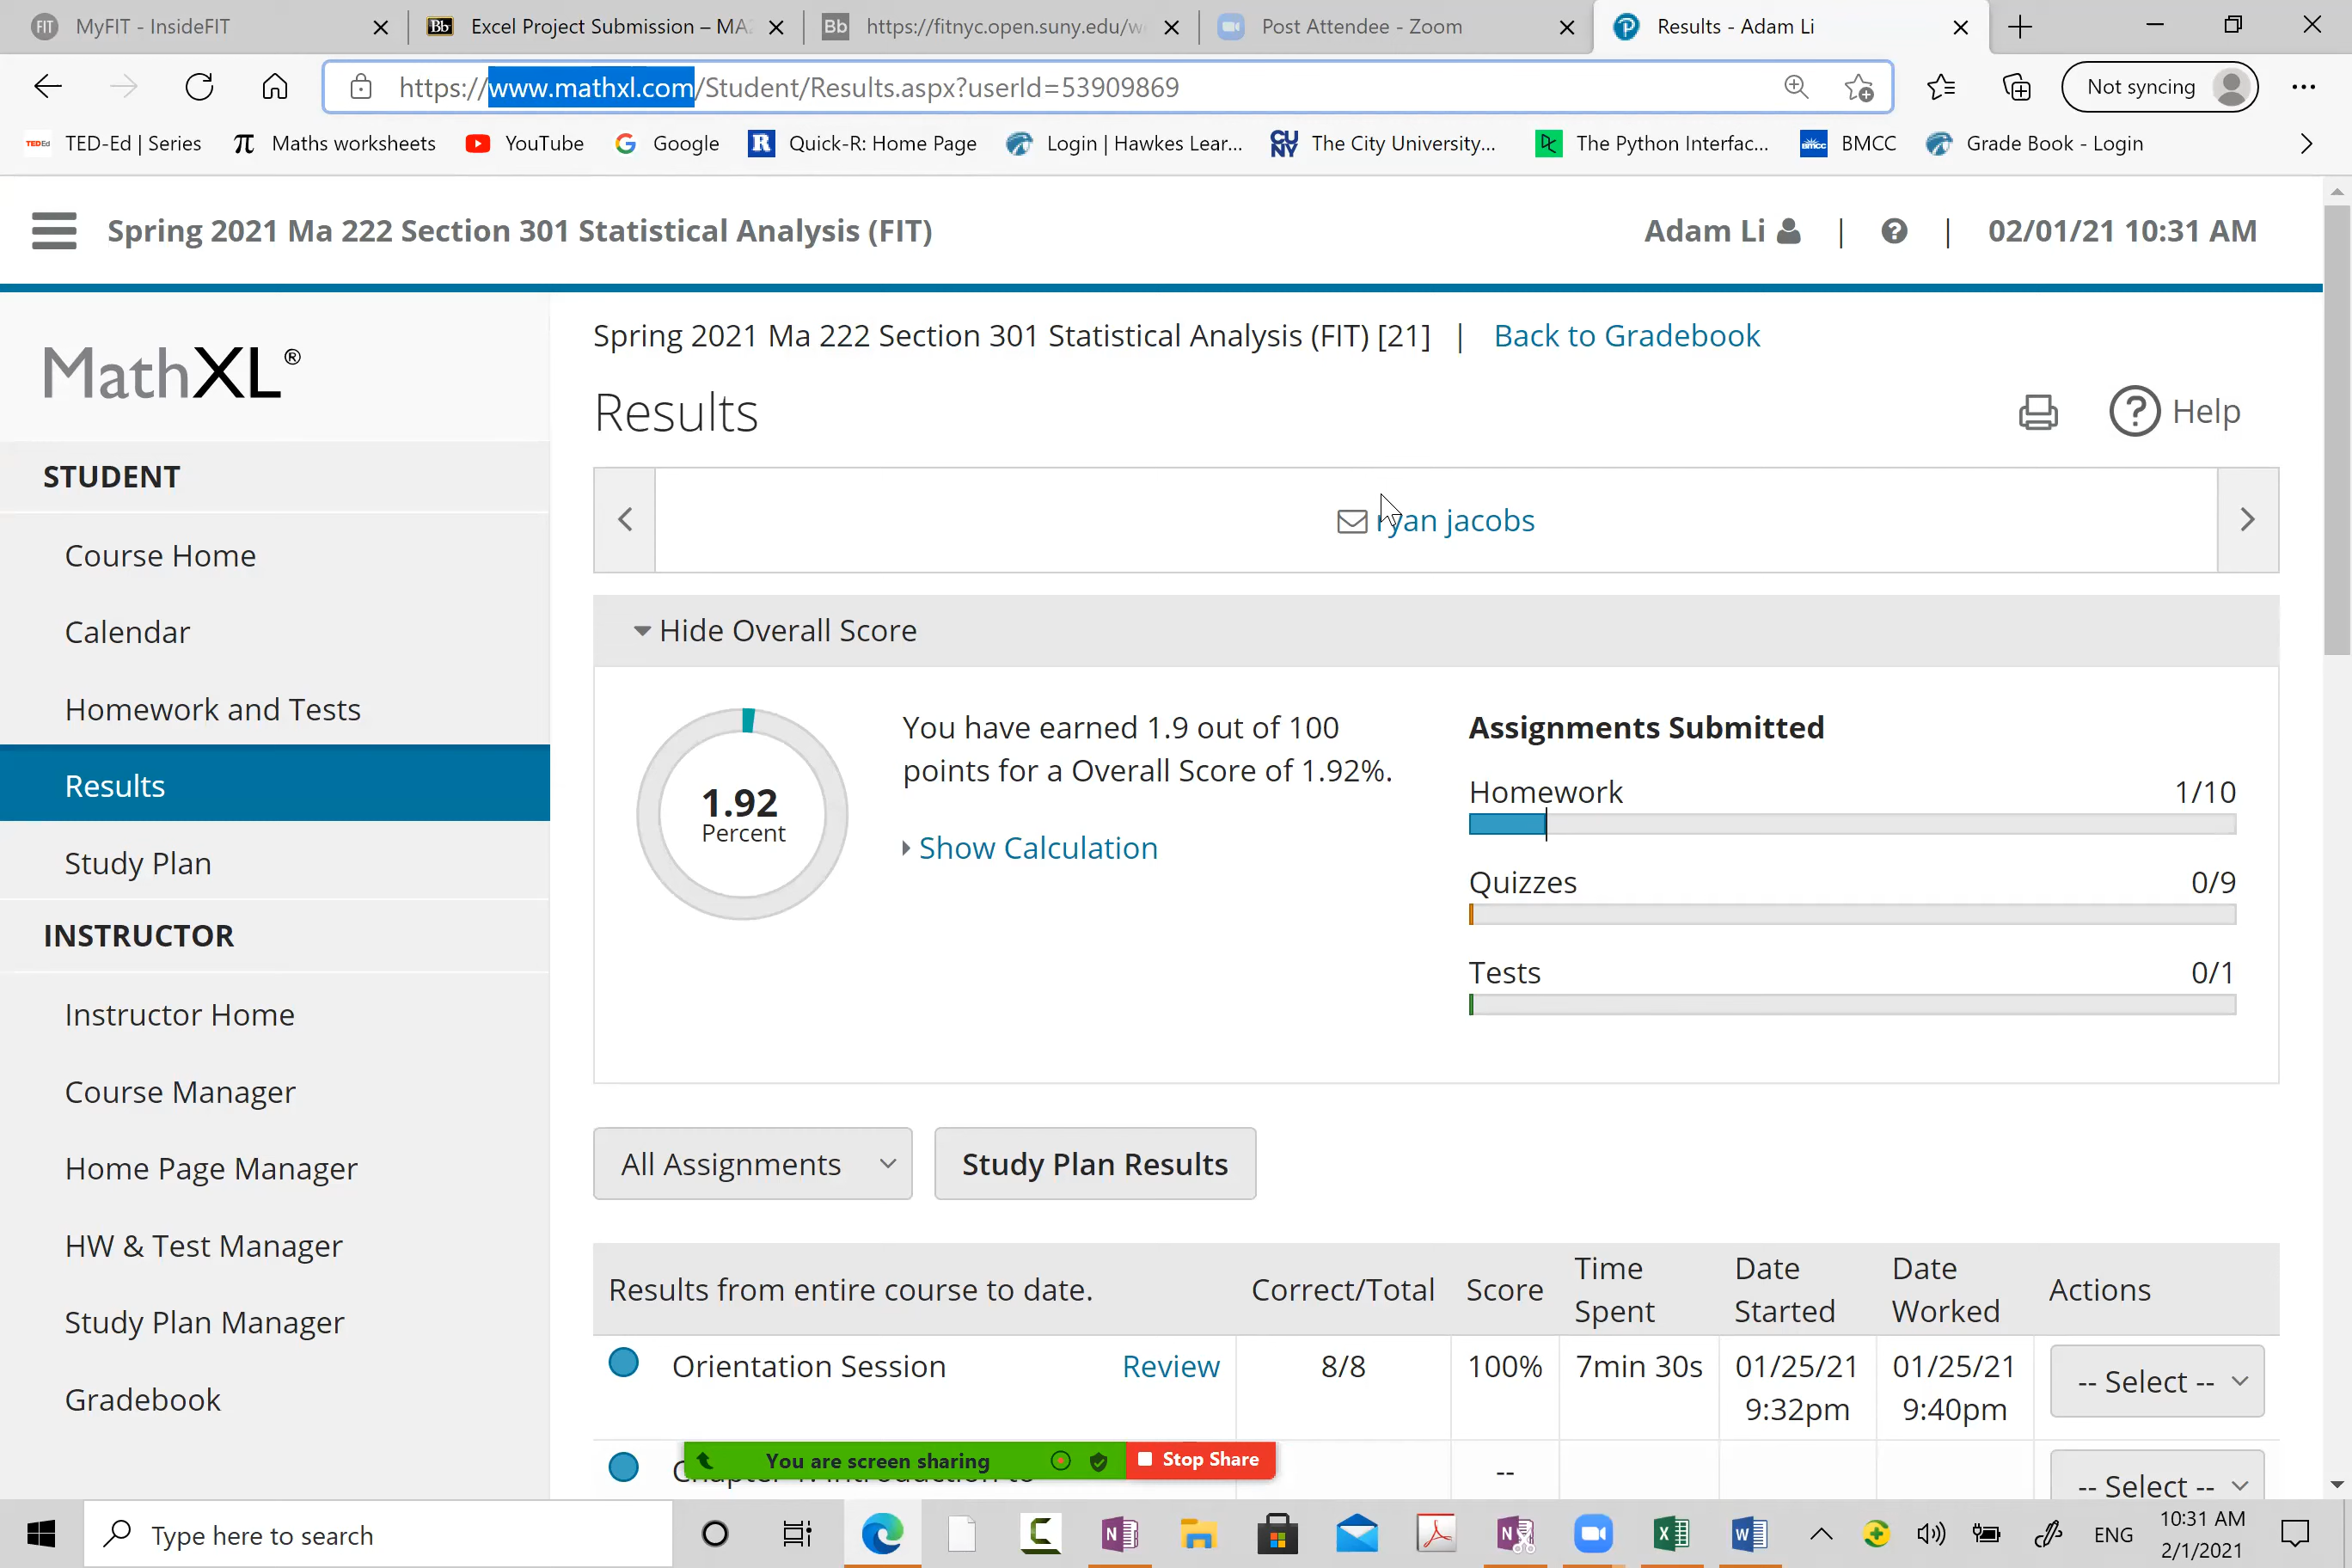 MyFIT - InsideFIT
Excel Project Submission – MA
https://fitnyc.open.suny.edu/w
Post Attendee - Zoom
Results - Adam Li
https://www.mathxl.com/Student/Results.aspx?userId=53909869
Not syncing
TED-Ed | Series
Maths worksheets
YouTube
Google
Quick-R: Home Page
Login | Hawkes Lear...
The City University...
The Python Interfac...
BMCC
Grade Book - Login
Spring 2021 Ma 222 Section 301 Statistical Analysis (FIT)
Adam Li | | 02/01/21 10:31 AM
MathXL®
STUDENT
Course Home
Calendar
Homework and Tests
Results
Study Plan
INSTRUCTOR
Instructor Home
Course Manager
Home Page Manager
HW & Test Manager
Study Plan Manager
Gradebook
Spring 2021 Ma 222 Section 301 Statistical Analysis (FIT) [21] | Back to Gradebook
Results
Help
ryan jacobs
Hide Overall Score
1.92
Percent
You have earned 1.9 out of 100
points for a Overall Score of 1.92%.
Show Calculation
Assignments Submitted
Homework 1/10
Quizzes 0/9
Tests 0/1
All Assignments
Study Plan Results
Results from entire course to date. Correct/Total Score Time Spent Date Started Date Worked Actions
Orientation Session Review 8/8 100% 7min 30s 01/25/21 9:32pm 01/25/21 9:40pm -- Select --
-- -- Select --
You are screen sharing
Stop Share
Type here to search
ENG
10:31 AM
2/1/2021